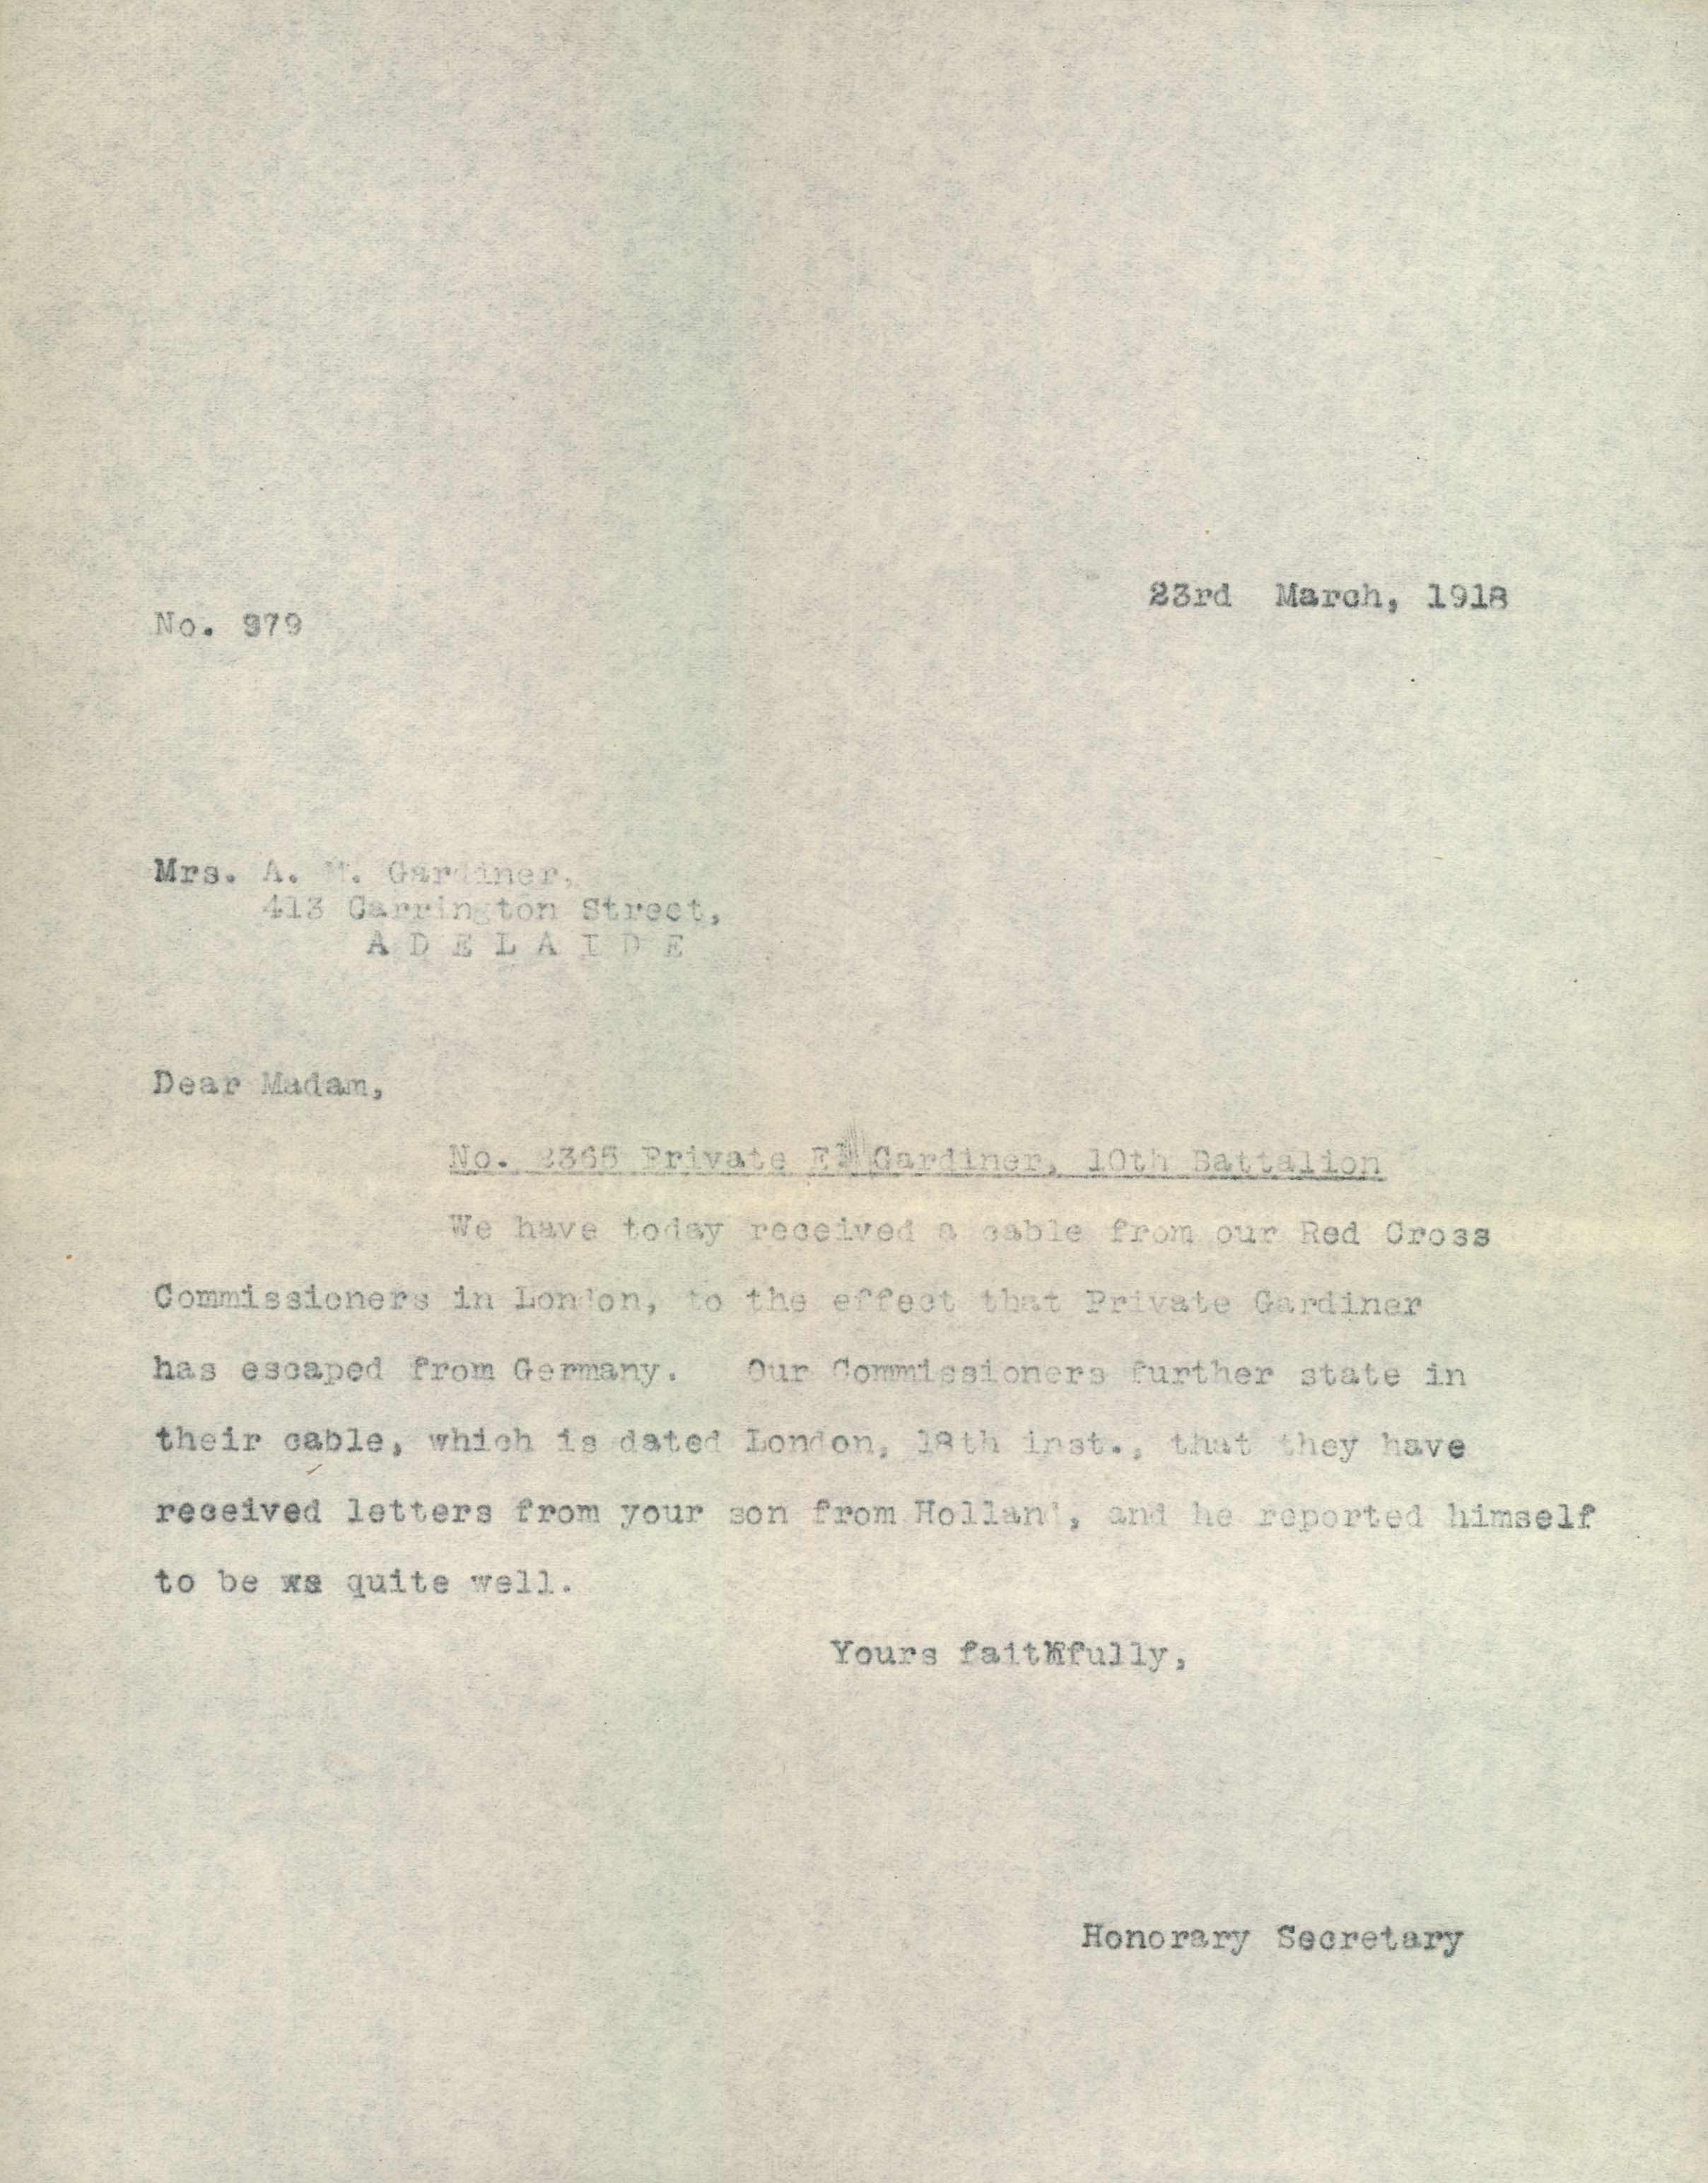 23rd March, 1918
No. 979
Mrs. A. M. Gardiner,
413 Carrington Street,
A D E L A I D E
Dear Madam,
No. 2365 Private E. Gardiner, 10th Battalion
We have today received a cable from our Red Cross
Commissioners in London, to the effect that Private Gardiner
has escaped from Germany. Our Commissioners further state in
their cable, which is dated London, 18th inst., that they have
received letters from your son from Holland, and he reported himself
to be quite well.
Yours faithfully,
Honorary Secretary